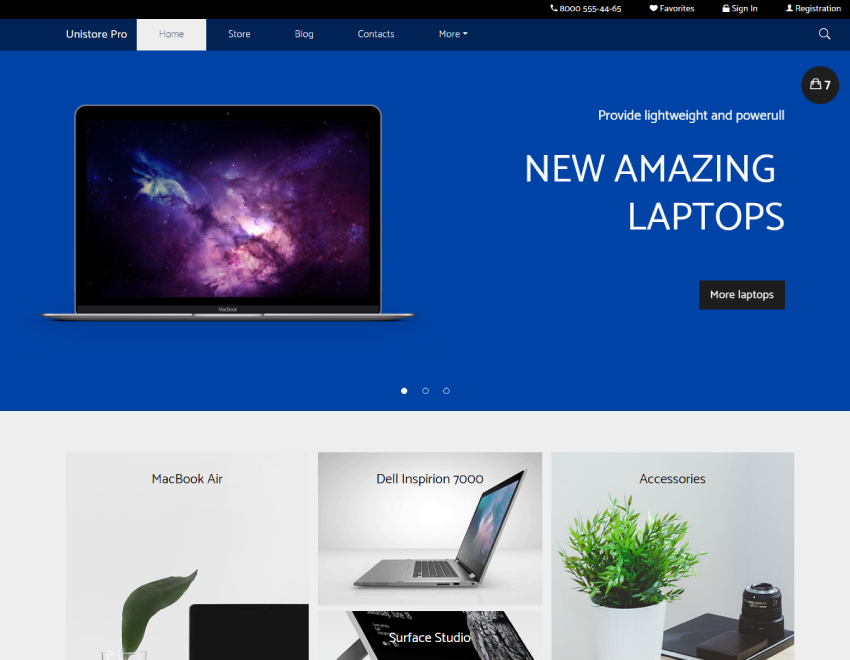 8000 555-44-65 Favorites Sign In Registration
Unistore Pro Home Store Blog Contacts More
7
Provide lightweight and powerull
NEW AMAZING
LAPTOPS
MacBook
More laptops
MacBook Air
Dell Inspirion 7000
Accessories
Surface Studio